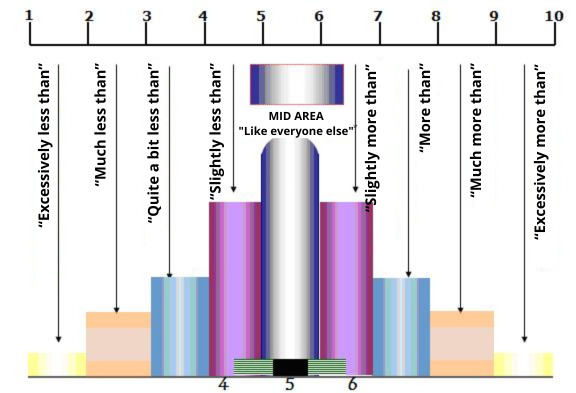 1 2 3 4 5 6 7 8 9 10
“Excessively less than”
“Much less than”
“Quite a bit less than”
“Slightly less than”
MID AREA
"Like everyone else"
“Slightly more than”
“More than”
“Much more than”
“Excessively more than”
4 5 6